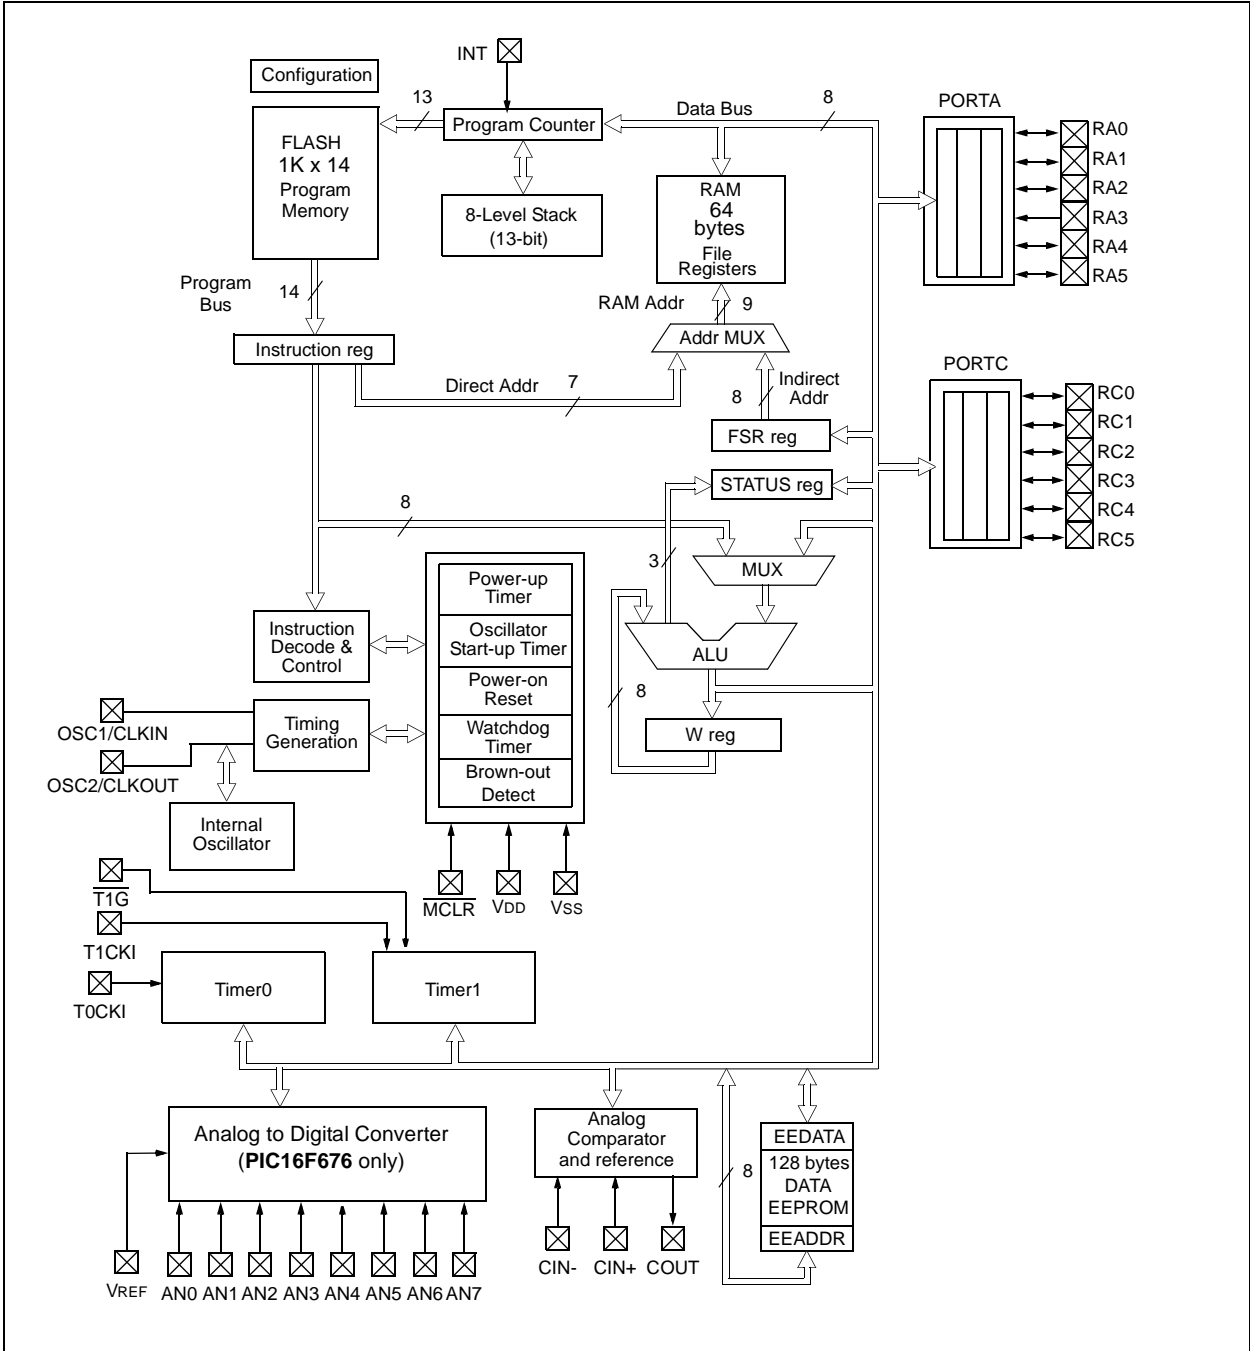 INT
Configuration
13
Data Bus
8
PORTA
Program Counter
FLASH
1K x 14
Program
Memory
RA0
RA1
RA2
RA3
RA4
RA5
8-Level Stack
(13-bit)
RAM
64
bytes
File
Registers
Program
Bus
14
RAM Addr
9
Addr MUX
Instruction reg
Direct Addr
7
8
Indirect
Addr
FSR reg
PORTC
RC0
RC1
RC2
RC3
RC4
RC5
STATUS reg
8
3
MUX
Power-up
Timer
Oscillator
Start-up Timer
Power-on
Reset
Watchdog
Timer
Brown-out
Detect
Instruction
Decode &
Control
ALU
8
W reg
OSC1/CLKIN
Timing
Generation
OSC2/CLKOUT
Internal
Oscillator
T1G
MCLR
VDD
VSS
T1CKI
T0CKI
Timer0
Timer1
Analog to Digital Converter
(PIC16F676 only)
Analog
Comparator
and reference
8
EEDATA
128 bytes
DATA
EEPROM
EEADDR
VREF
AN0 AN1 AN2 AN3 AN4 AN5 AN6 AN7
CIN- CIN+ COUT